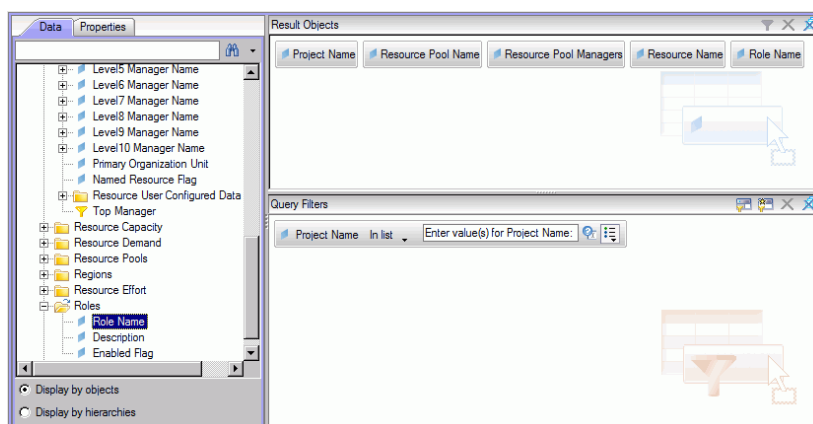 Data Properties
Level5 Manager Name
Level6 Manager Name
Level7 Manager Name
Level8 Manager Name
Level9 Manager Name
Level10 Manager Name
Primary Organization Unit
Named Resource Flag
Resource User Configured Data
Top Manager
Resource Capacity
Resource Demand
Resource Pools
Regions
Resource Effort
Roles
Role Name
Description
Enabled Flag
Display by objects
Display by hierarchies
Result Objects
Project Name Resource Pool Name Resource Pool Managers Resource Name Role Name
Query Filters
Project Name In list Enter value(s) for Project Name: